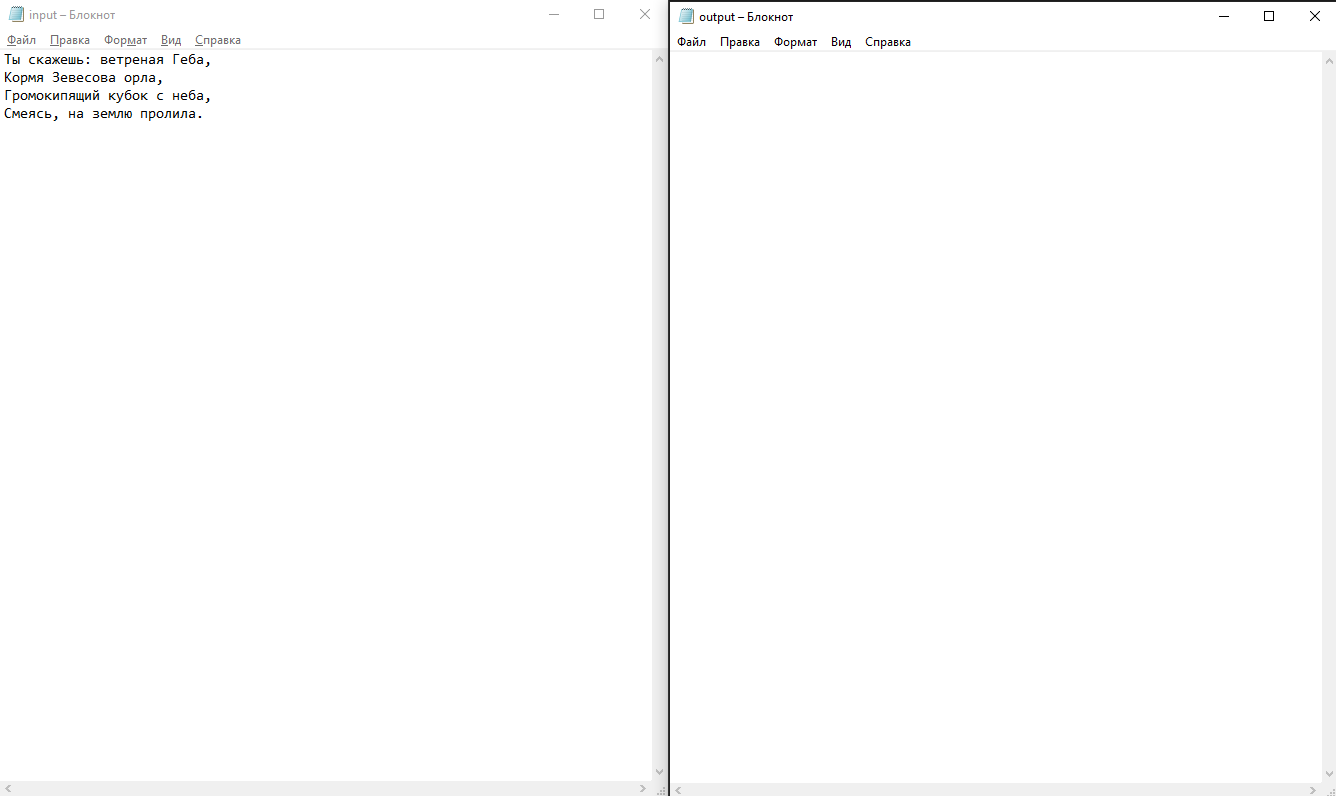 input – Блокнот
Файл Правка Формат Вид Справка
Ты скажешь: ветреная Геба,
Кормя Зевесова орла,
Громокипящий кубок с неба,
Смеясь, на землю пролила.
output – Блокнот
Файл Правка Формат Вид Справка